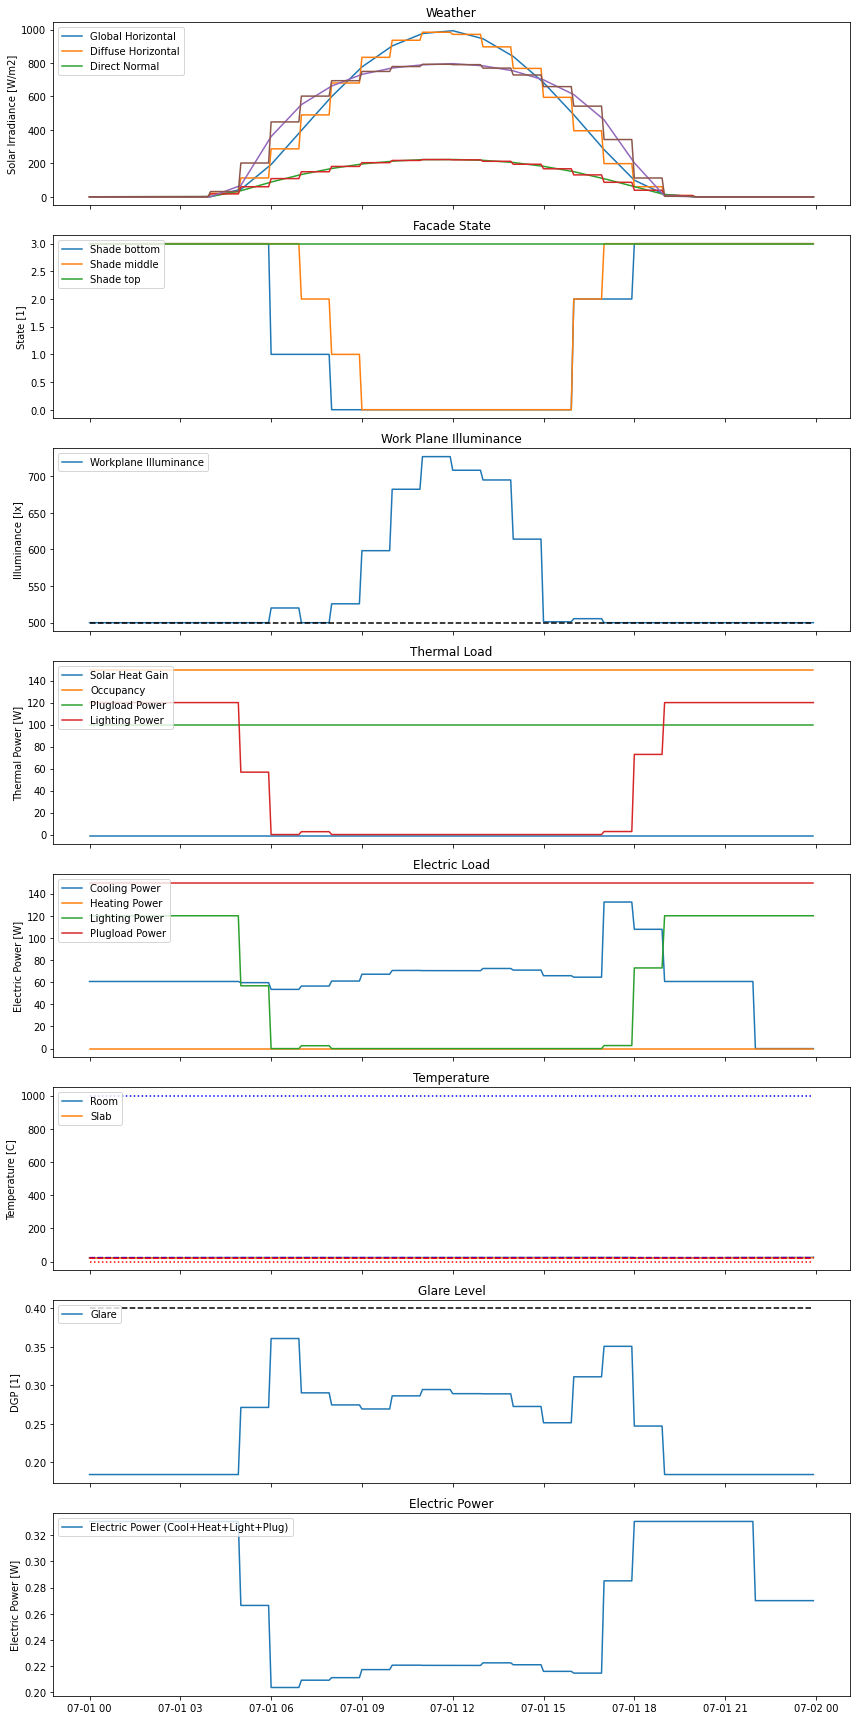 Weather
Solar Irradiance [W/m2]
1000
800
600
400
200
0
Global Horizontal
Diffuse Horizontal
Direct Normal
Facade State
State [1]
3.0
2.5
2.0
1.5
1.0
0.5
0.0
Shade bottom
Shade middle
Shade top
Work Plane Illuminance
Illuminance [lx]
700
650
600
550
500
Workplane Illuminance
Thermal Load
Thermal Power [W]
140
120
100
80
60
40
20
0
Solar Heat Gain
Occupancy
Plugload Power
Lighting Power
Electric Load
Electric Power [W]
140
120
100
80
60
40
20
0
Cooling Power
Heating Power
Lighting Power
Plugload Power
Temperature
Temperature [C]
1000
800
600
400
200
0
Room
Slab
Glare Level
DGP [1]
0.40
0.35
0.30
0.25
0.20
Glare
Electric Power
Electric Power [W]
0.32
0.30
0.28
0.26
0.24
0.22
0.20
Electric Power (Cool+Heat+Light+Plug)
07-01 00 07-01 03 07-01 06 07-01 09 07-01 12 07-01 15 07-01 18 07-01 21 07-02 00